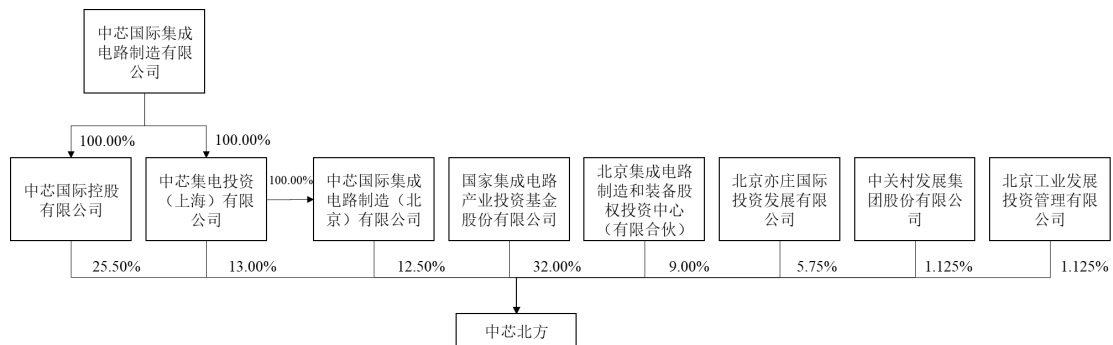 中芯国际集成
电路制造有限
公司
100.00%
100.00%
中芯国际控股
有限公司
中芯集电投资
（上海）有限
公司
100.00%
中芯国际集成
电路制造（北
京）有限公司
国家集成电路
产业投资基金
股份有限公司
北京集成电路
制造和装备股
权投资中心
（有限合伙）
北京亦庄国际
投资发展有限
公司
中关村发展集
团股份有限公
司
北京工业发展
投资管理有限
公司
25.50%
13.00%
12.50%
32.00%
9.00%
5.75%
1.125%
1.125%
中芯北方